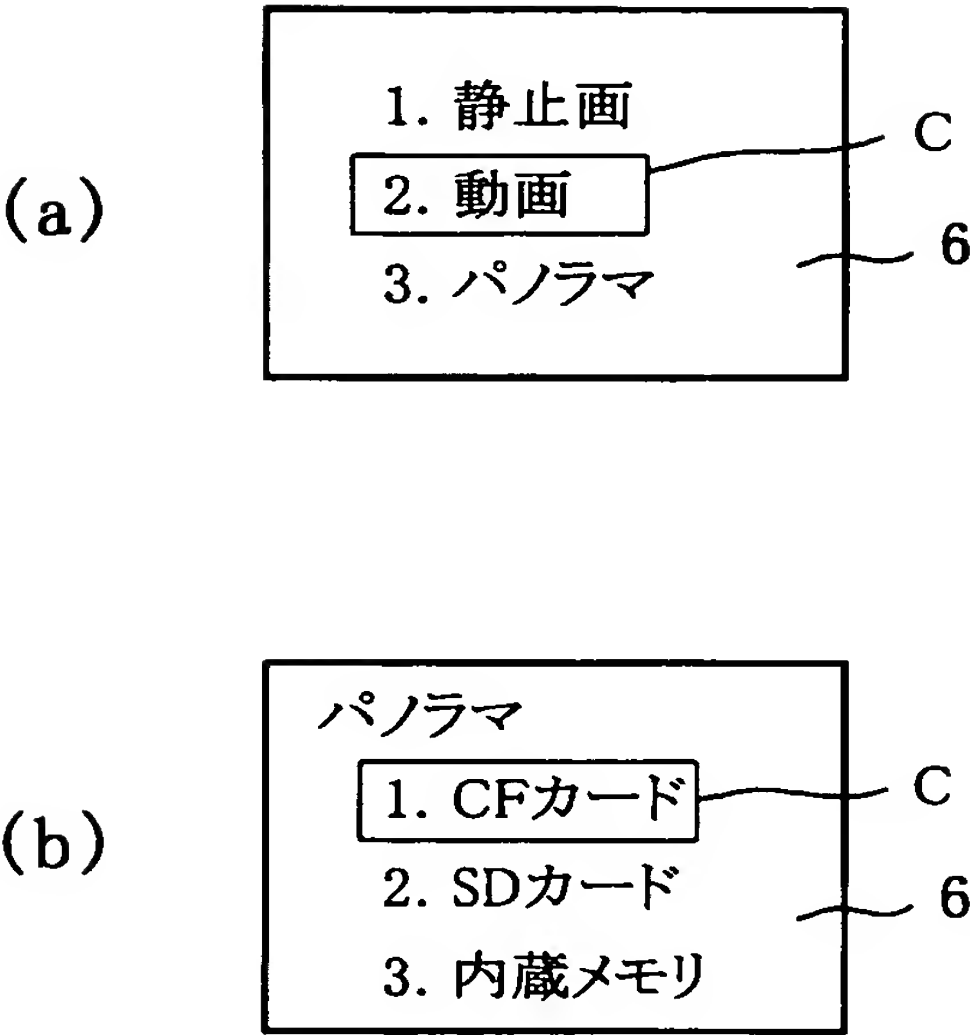 (a)
1. 静止画
2. 動画
3. パノラマ
C
6
(b)
パノラマ
1. CFカード
2. SDカード
3. 内蔵メモリ
C
6